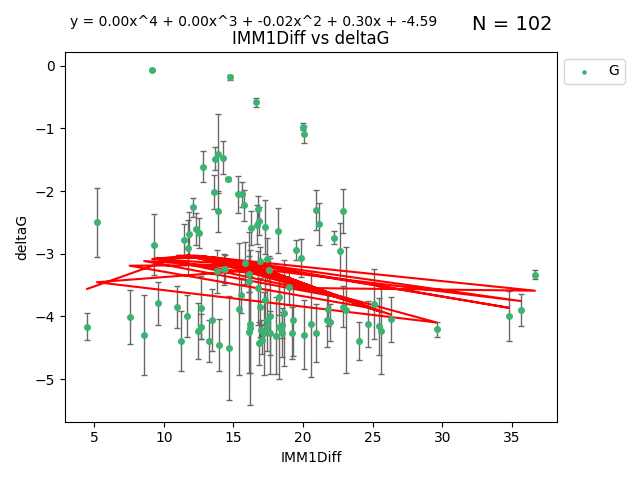 y = 0.00x^4 + 0.00x^3 + -0.02x^2 + 0.30x + -4.59
N = 102
IMM1Diff vs deltaG
G
deltaG
0
−1
−2
−3
−4
−5
5 10 15 20 25 30 35
IMM1Diff